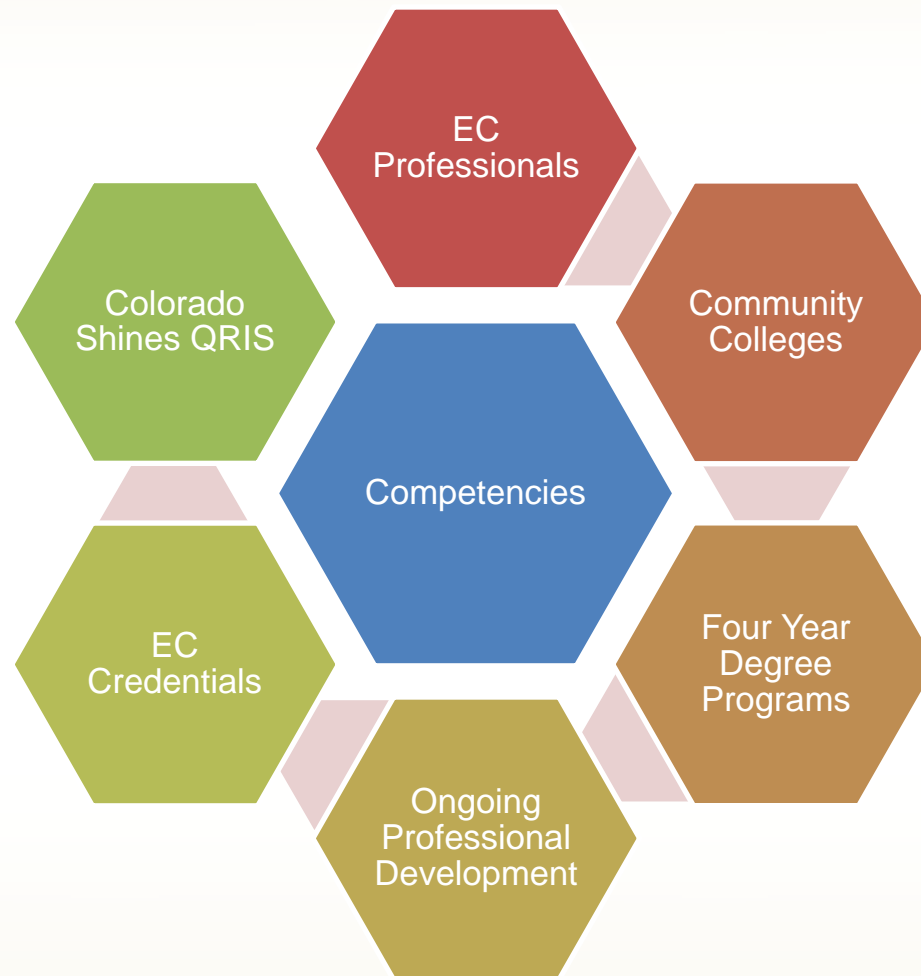 EC
Professionals
Colorado
Shines QRIS
Community
Colleges
Competencies
EC
Credentials
Four Year
Degree
Programs
Ongoing
Professional
Development